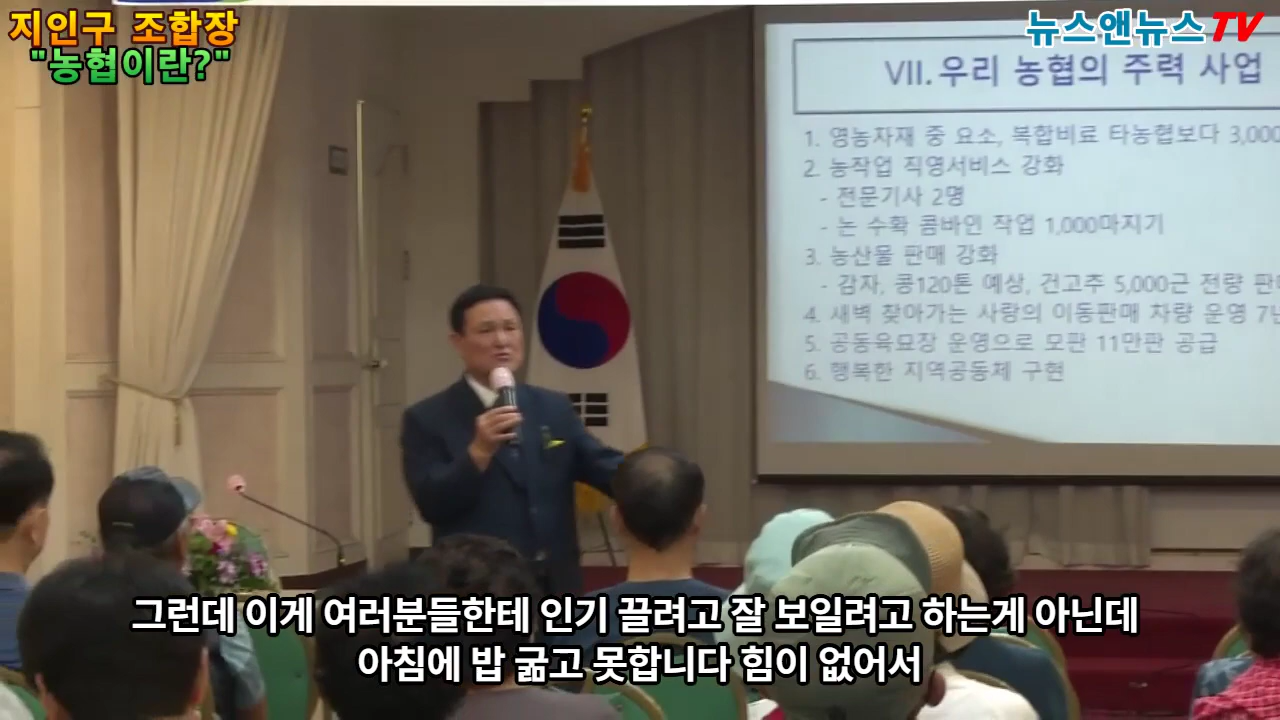 지인구 조합장
"농협이란?"
뉴스앤뉴스TV
VII.우리 농협의 주력 사업
1. 영농자재 중 요소, 복합비료 타농협보다 3,000
2. 농작업 직영서비스 강화
- 전문기사 2명
- 논 수확 콤바인 작업 1,000마지기
3. 농산물 판매 강화
- 감자, 콩120톤 예상, 건고추 5,000근 전량 판매
4. 새벽 찾아가는 사랑의 이동판매 차량 운영 7년
5. 공동육묘장 운영으로 모판 11만판 공급
6. 행복한 지역공동체 구현
그런데 이게 여러분들한테 인기 끌려고 잘 보일려고 하는게 아닌데
아침에 밥 굶고 못합니다 힘이 없어서